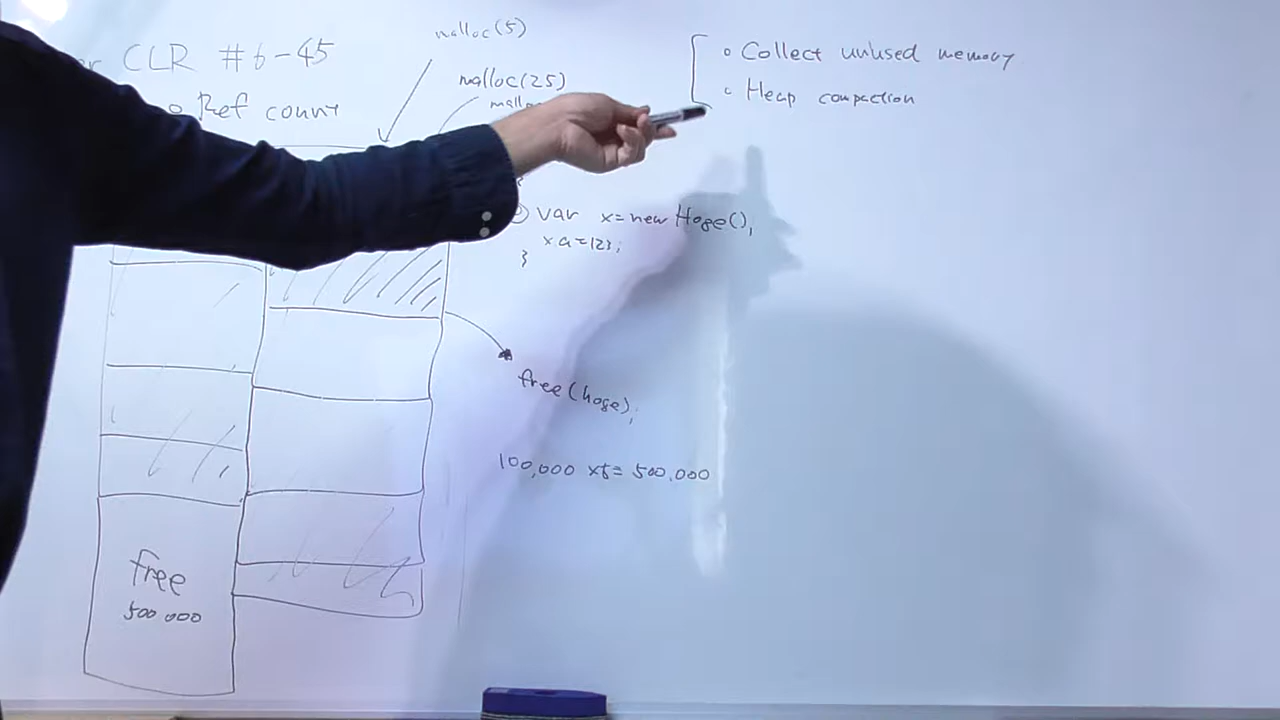 CLR #6-45
Ref count
malloc(5)
malloc(25)
mallo
Collect unused memory
Heap compaction
}
var x=new Hoge();
x a=123;
}
free(hoge);
100,000 x5= 500,000
free
500 000